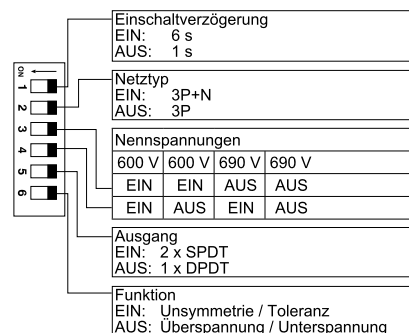 Einschaltverzögerung
EIN: 6 s
AUS: 1 s
ON
1
2
3
4
5
6
Netztyp
EIN: 3P+N
AUS: 3P
Nennspannungen
600 V 600 V 690 V 690 V
EIN EIN AUS AUS
EIN AUS EIN AUS
Ausgang
EIN: 2 x SPDT
AUS: 1 x DPDT
Funktion
EIN: Unsymmetrie / Toleranz
AUS: Überspannung / Unterspannung